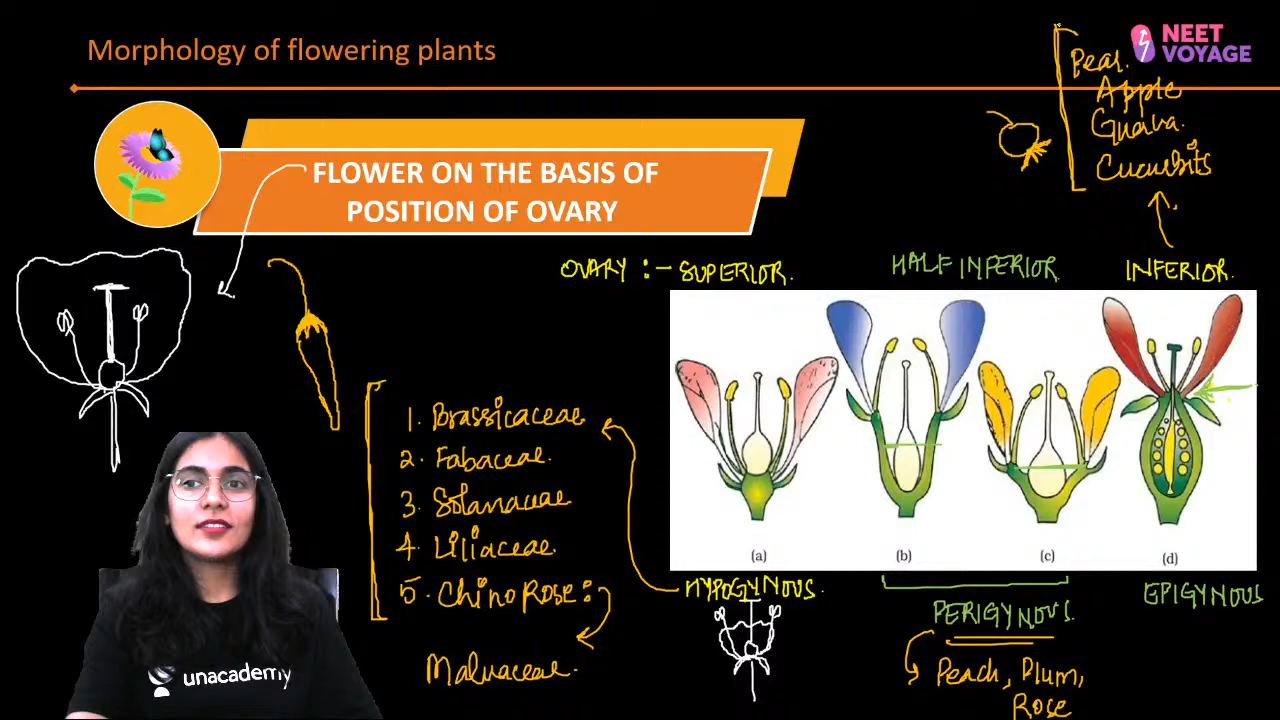 Morphology of flowering plants
NEET
VOYAGE
Pear.
Apple
Guava.
Cucurbits
FLOWER ON THE BASIS OF
POSITION OF OVARY
OVARY :- SUPERIOR.
HALF INFERIOR
INFERIOR.
1. Brassicaceae
2. Fabaceae.
3. Solanaceae
4. Liliaceae.
5. China Rose:
Malvaceae.
(a)
(b)
(c)
(d)
HYPOGYNOUS.
PERIGYNOUS.
EPIGYNOUS
Peach, Plum,
Rose
unacademy